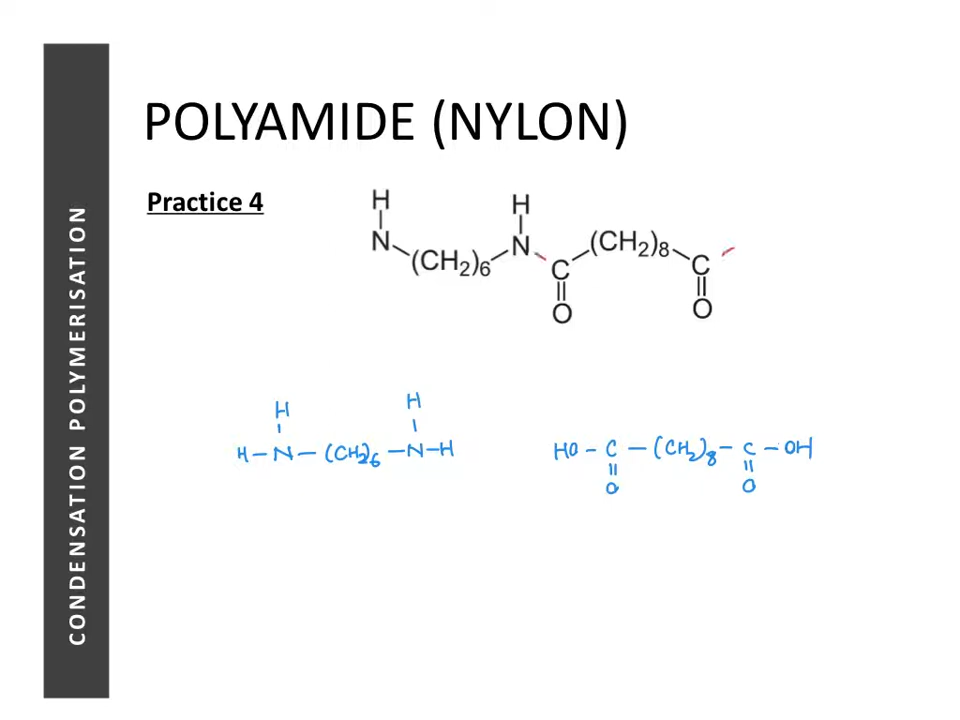 CONDENSATION POLYMERISATION
POLYAMIDE (NYLON)
Practice 4
H H
N (CH₂)₆ N C (CH₂)₈ C
O O
H H
H – N – (CH₂)₆ – N – H
HO – C – (CH₂)₈ – C – OH
O O